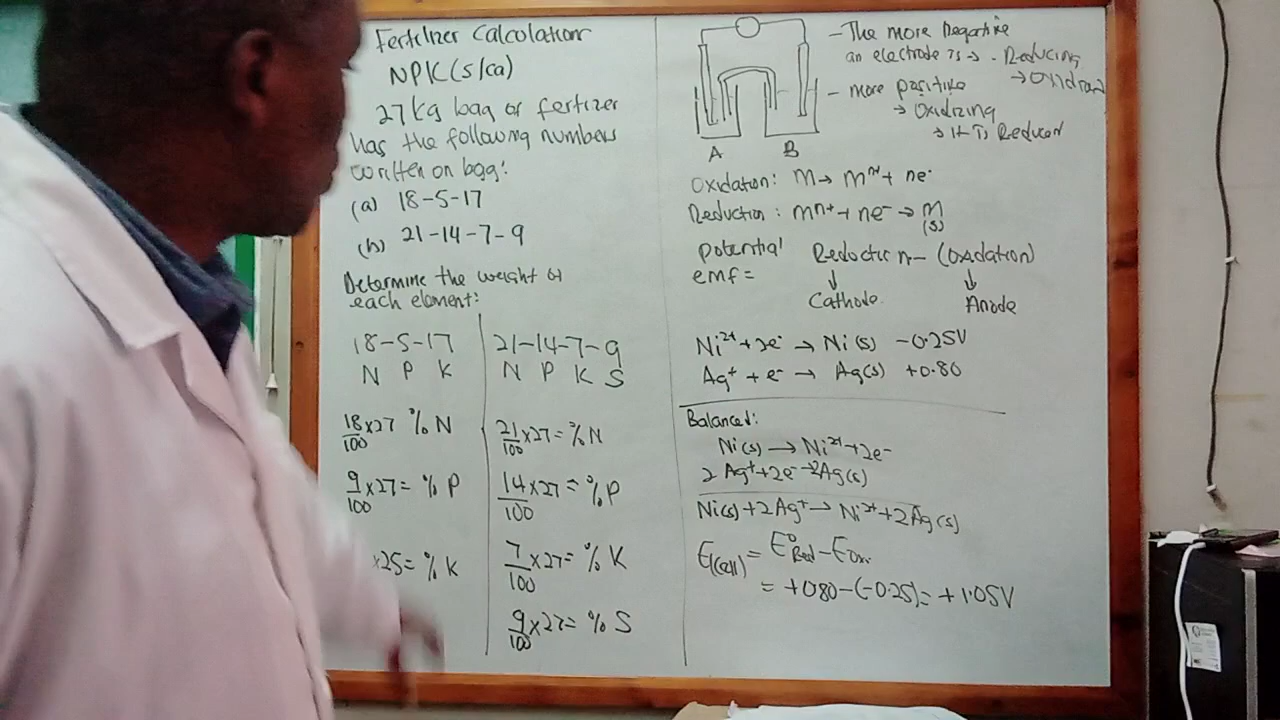 Fertilizer Calculations
NPK(S/Ca)
27kg bag of fertizer
has the following numbers
written on bag:
(a) 18-5-17
(b) 21-14-7-9
Determine the weight of
each element:
18-5-17
N P K
18/100 x27 % N
9/100 x27= % P
x25= % K
21-14-7-9
N P K S
21/100 x27= % N
14/100 x27= % P
7/100 x27= % K
9/100 x27= % S
- The more negative
an electrode is → . Reducing
→ Oxidized
- more positive
→ Oxidizing
→ It Is Reduced
A B
Oxidation: M → Mⁿ⁺ + ne⁻
Reduction: Mⁿ⁺ + ne⁻ → M
(s)
Potential Reduction – (Oxidation)
emf = ↓ ↓
Cathode Anode
Ni²⁺ + 2e⁻ → Ni(s) -0.25V
Ag⁺ + e⁻ → Ag(s) +0.80
Balanced:
Ni(s) → Ni²⁺ + 2e⁻
2Ag⁺ + 2e⁻ → 2Ag(s)
Ni(s) + 2Ag⁺ → Ni²⁺ + 2Ag(s)
E(cell) = E⁰Red – EOxi
= +0.80 – (-0.25) = +1.05V